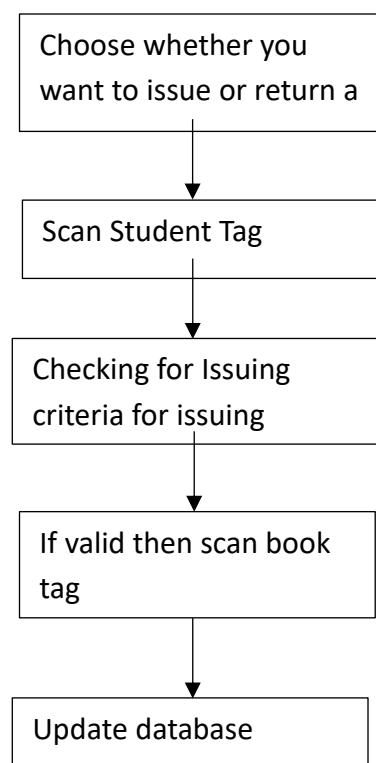 Choose whether you
want to issue or return a
Scan Student Tag
Checking for Issuing
criteria for issuing
If valid then scan book
tag
Update database